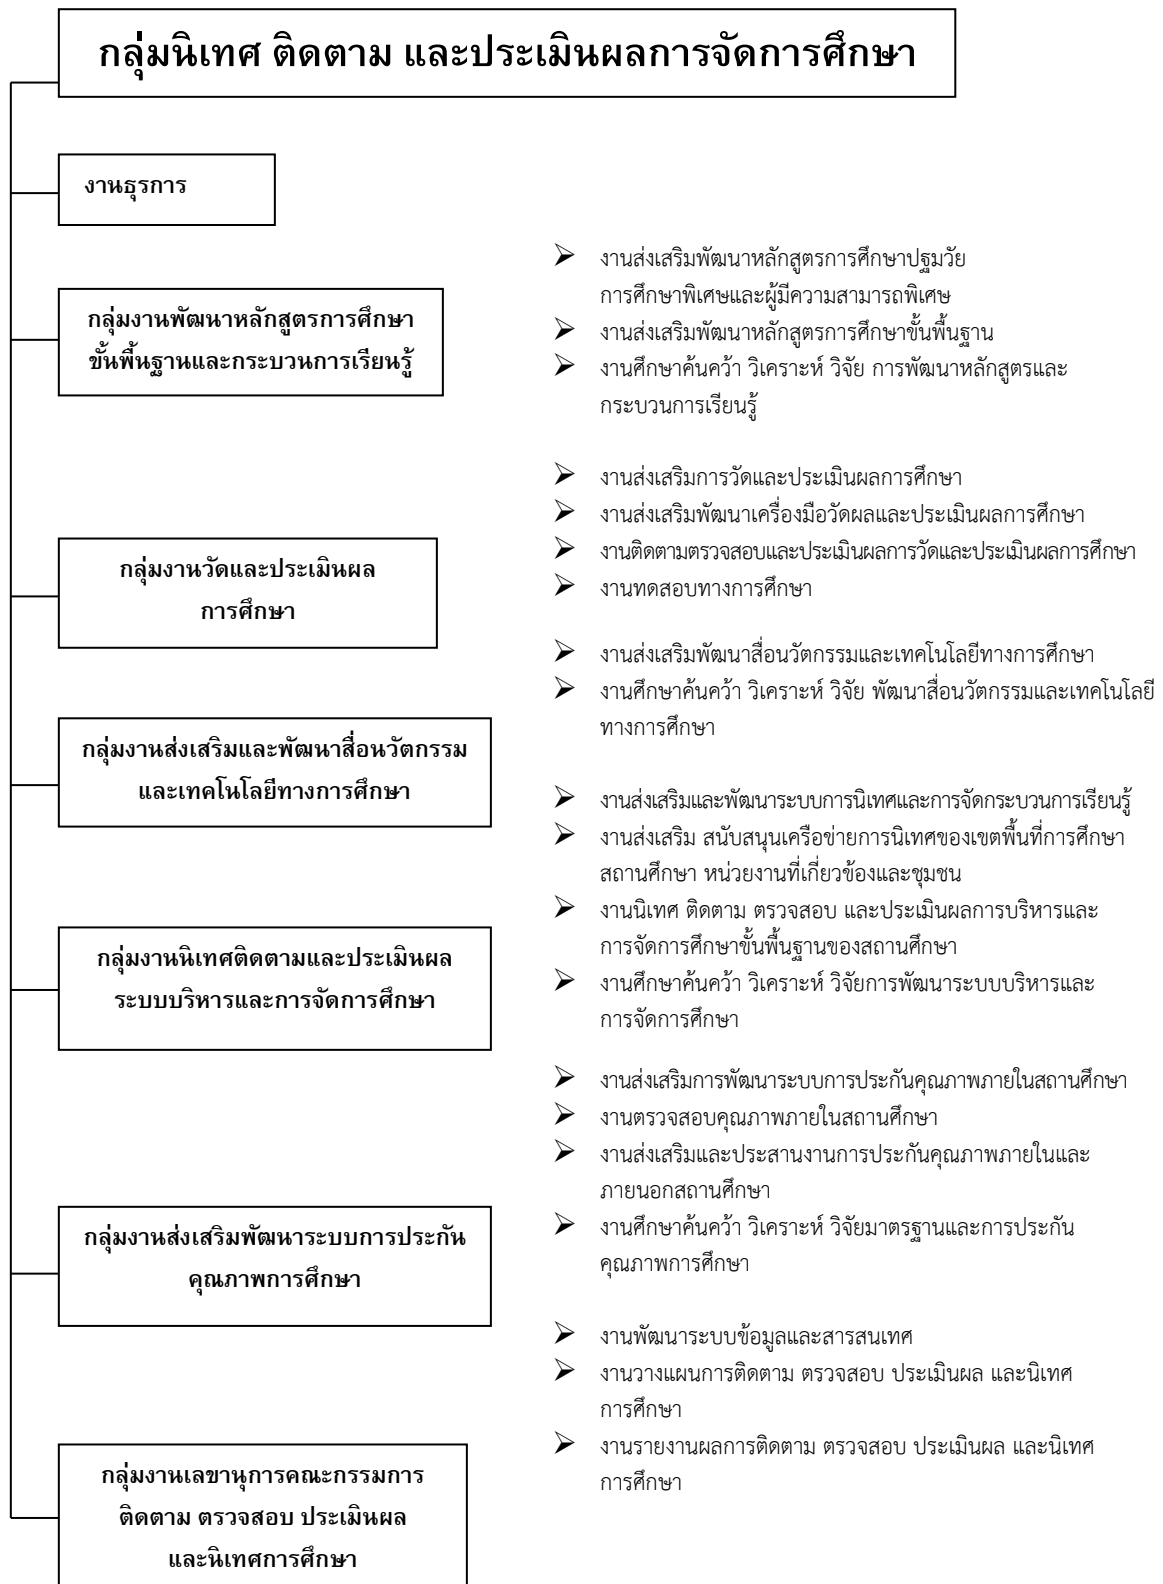 กลุ่มนิเทศ ติดตาม และประเมินผลการจัดการศึกษา
งานธุรการ
กลุ่มงานพัฒนาหลักสูตรการศึกษา
ขั้นพื้นฐานและกระบวนการเรียนรู้
➢ งานส่งเสริมพัฒนาหลักสูตรการศึกษาปฐมวัย
การศึกษาพิเศษและผู้มีความสามารถพิเศษ
➢ งานส่งเสริมพัฒนาหลักสูตรการศึกษาขั้นพื้นฐาน
➢ งานศึกษาค้นคว้า วิเคราะห์ วิจัย การพัฒนาหลักสูตรและ
กระบวนการเรียนรู้
กลุ่มงานวัดและประเมินผล
การศึกษา
➢ งานส่งเสริมการวัดและประเมินผลการศึกษา
➢ งานส่งเสริมพัฒนาเครื่องมือวัดผลและประเมินผลการศึกษา
➢ งานติดตามตรวจสอบและประเมินผลการวัดและประเมินผลการศึกษา
➢ งานทดสอบทางการศึกษา
กลุ่มงานส่งเสริมและพัฒนาสื่อนวัตกรรม
และเทคโนโลยีทางการศึกษา
➢ งานส่งเสริมพัฒนาสื่อนวัตกรรมและเทคโนโลยีทางการศึกษา
➢ งานศึกษาค้นคว้า วิเคราะห์ วิจัย พัฒนาสื่อนวัตกรรมและเทคโนโลยี
ทางการศึกษา
กลุ่มงานนิเทศติดตามและประเมินผล
ระบบบริหารและการจัดการศึกษา
➢ งานส่งเสริมและพัฒนาระบบการนิเทศและการจัดกระบวนการเรียนรู้
➢ งานส่งเสริม สนับสนุนเครือข่ายการนิเทศของเขตพื้นที่การศึกษา
สถานศึกษา หน่วยงานที่เกี่ยวข้องและชุมชน
➢ งานนิเทศ ติดตาม ตรวจสอบ และประเมินผลการบริหารและ
การจัดการศึกษาขั้นพื้นฐานของสถานศึกษา
➢ งานศึกษาค้นคว้า วิเคราะห์ วิจัยการพัฒนาระบบบริหารและ
การจัดการศึกษา
กลุ่มงานส่งเสริมพัฒนาระบบการประกัน
คุณภาพการศึกษา
➢ งานส่งเสริมการพัฒนาระบบการประกันคุณภาพภายในสถานศึกษา
➢ งานตรวจสอบคุณภาพภายในสถานศึกษา
➢ งานส่งเสริมและประสานงานการประกันคุณภาพภายในและ
ภายนอกสถานศึกษา
➢ งานศึกษาค้นคว้า วิเคราะห์ วิจัยมาตรฐานและการประกัน
คุณภาพการศึกษา
กลุ่มงานเลขานุการคณะกรรมการ
ติดตาม ตรวจสอบ ประเมินผล
และนิเทศการศึกษา
➢ งานพัฒนาระบบข้อมูลและสารสนเทศ
➢ งานวางแผนการติดตาม ตรวจสอบ ประเมินผล และนิเทศ
การศึกษา
➢ งานรายงานผลการติดตาม ตรวจสอบ ประเมินผล และนิเทศ
การศึกษา